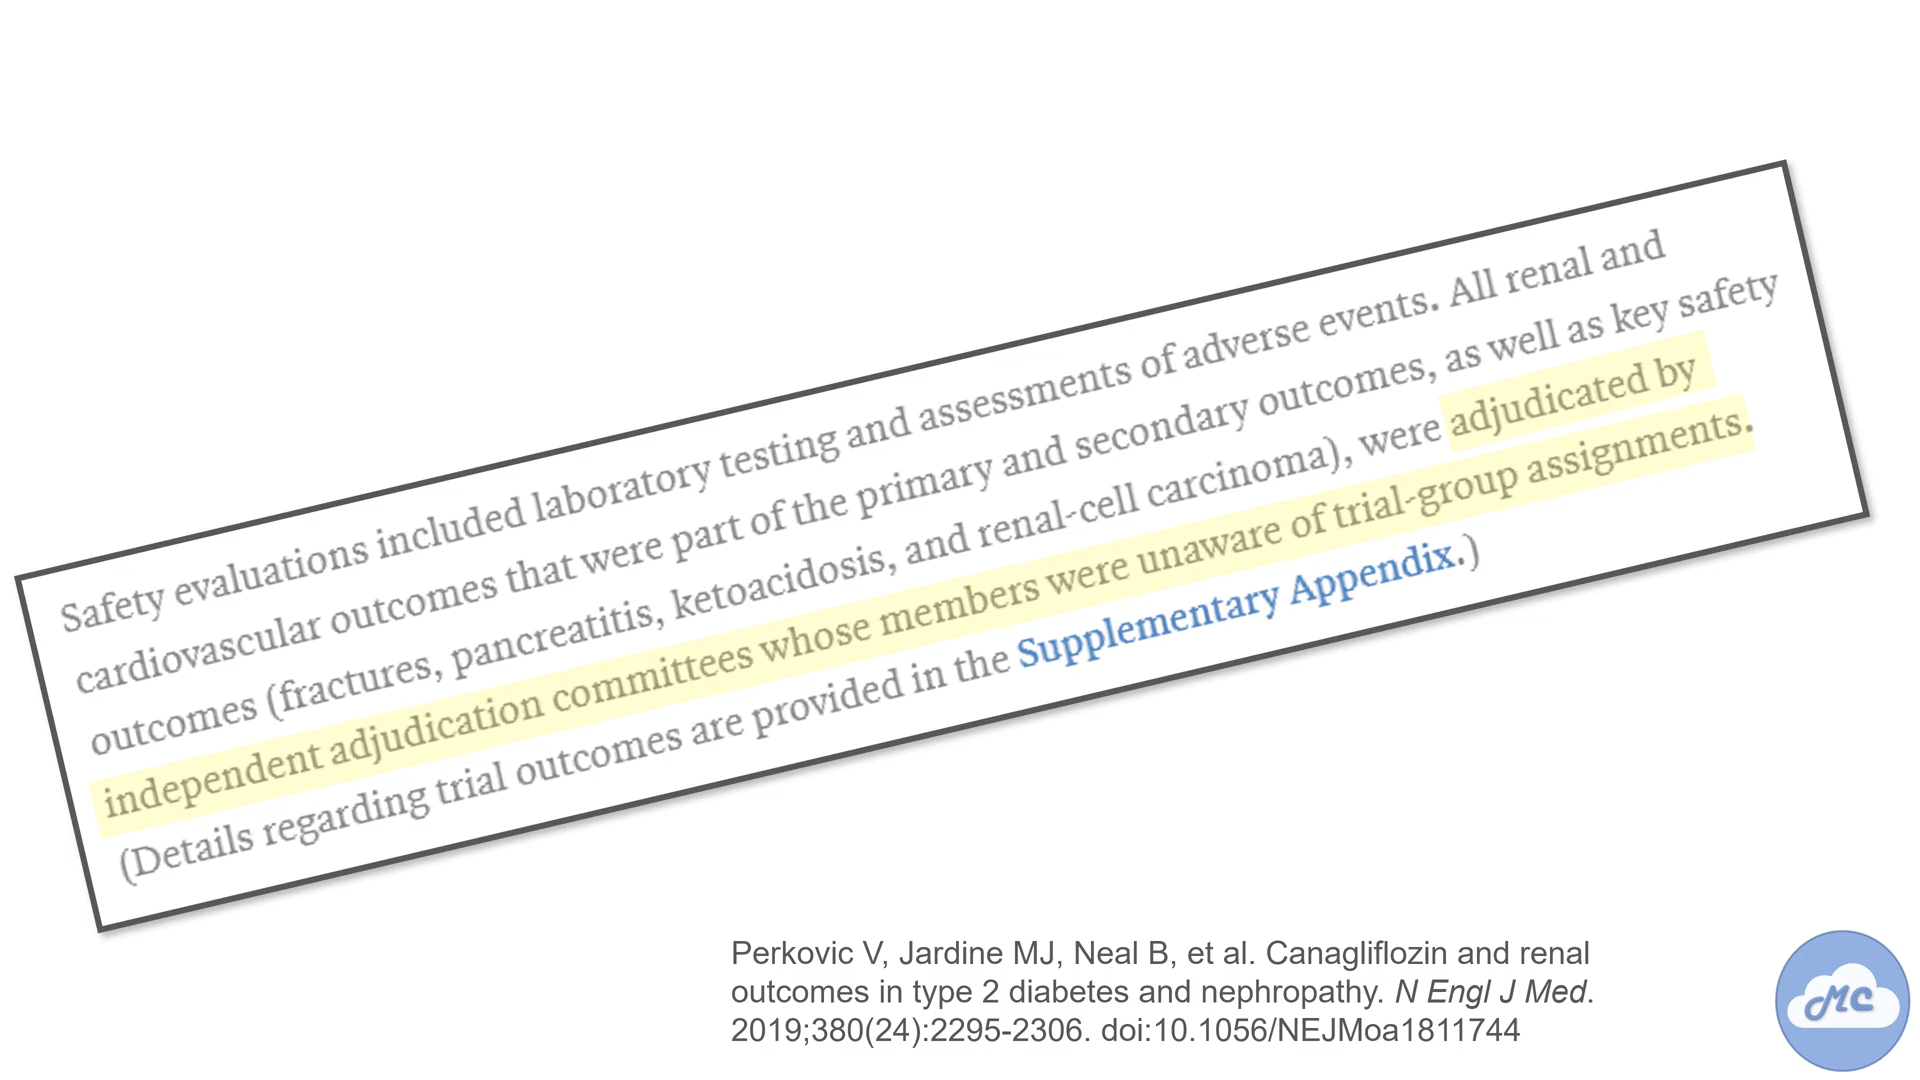 Safety evaluations included laboratory testing and assessments of adverse events. All renal and
cardiovascular outcomes that were part of the primary and secondary outcomes, as well as key safety
outcomes (fractures, pancreatitis, ketoacidosis, and renal-cell carcinoma), were adjudicated by
independent adjudication committees whose members were unaware of trial-group assignments.
(Details regarding trial outcomes are provided in the Supplementary Appendix.)
Perkovic V, Jardine MJ, Neal B, et al. Canagliflozin and renal
outcomes in type 2 diabetes and nephropathy. N Engl J Med.
2019;380(24):2295-2306. doi:10.1056/NEJMoa1811744
MC